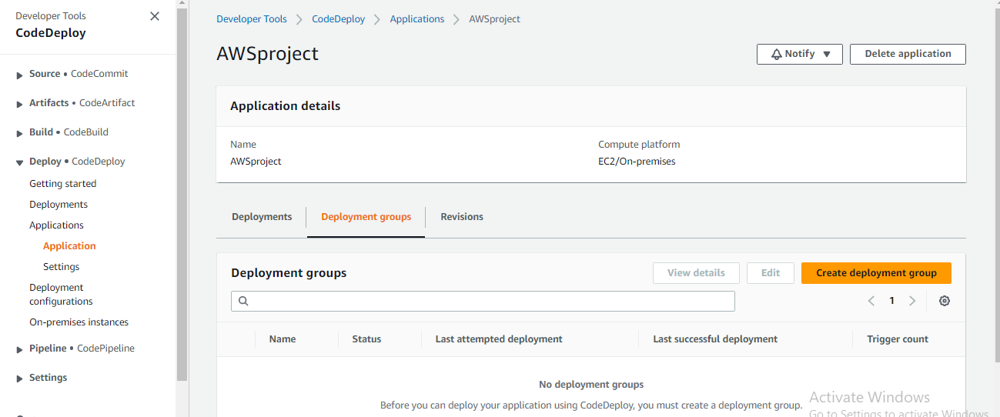 Developer Tools
CodeDeploy
Source • CodeCommit
Artifacts • CodeArtifact
Build • CodeBuild
Deploy • CodeDeploy
Getting started
Deployments
Applications
Application
Settings
Deployment
configurations
On-premises instances
Pipeline • CodePipeline
Settings
Developer Tools CodeDeploy Applications AWSproject
AWSproject
Notify
Delete application
Application details
Name
AWSproject
Compute platform
EC2/On-premises
Deployments
Deployment groups
Revisions
Deployment groups
View details
Edit
Create deployment group
1
Name Status Last attempted deployment Last successful deployment Trigger count
No deployment groups
Before you can deploy your application using CodeDeploy, you must create a deployment group.
Activate Windows
Go to Settings to activate Windows